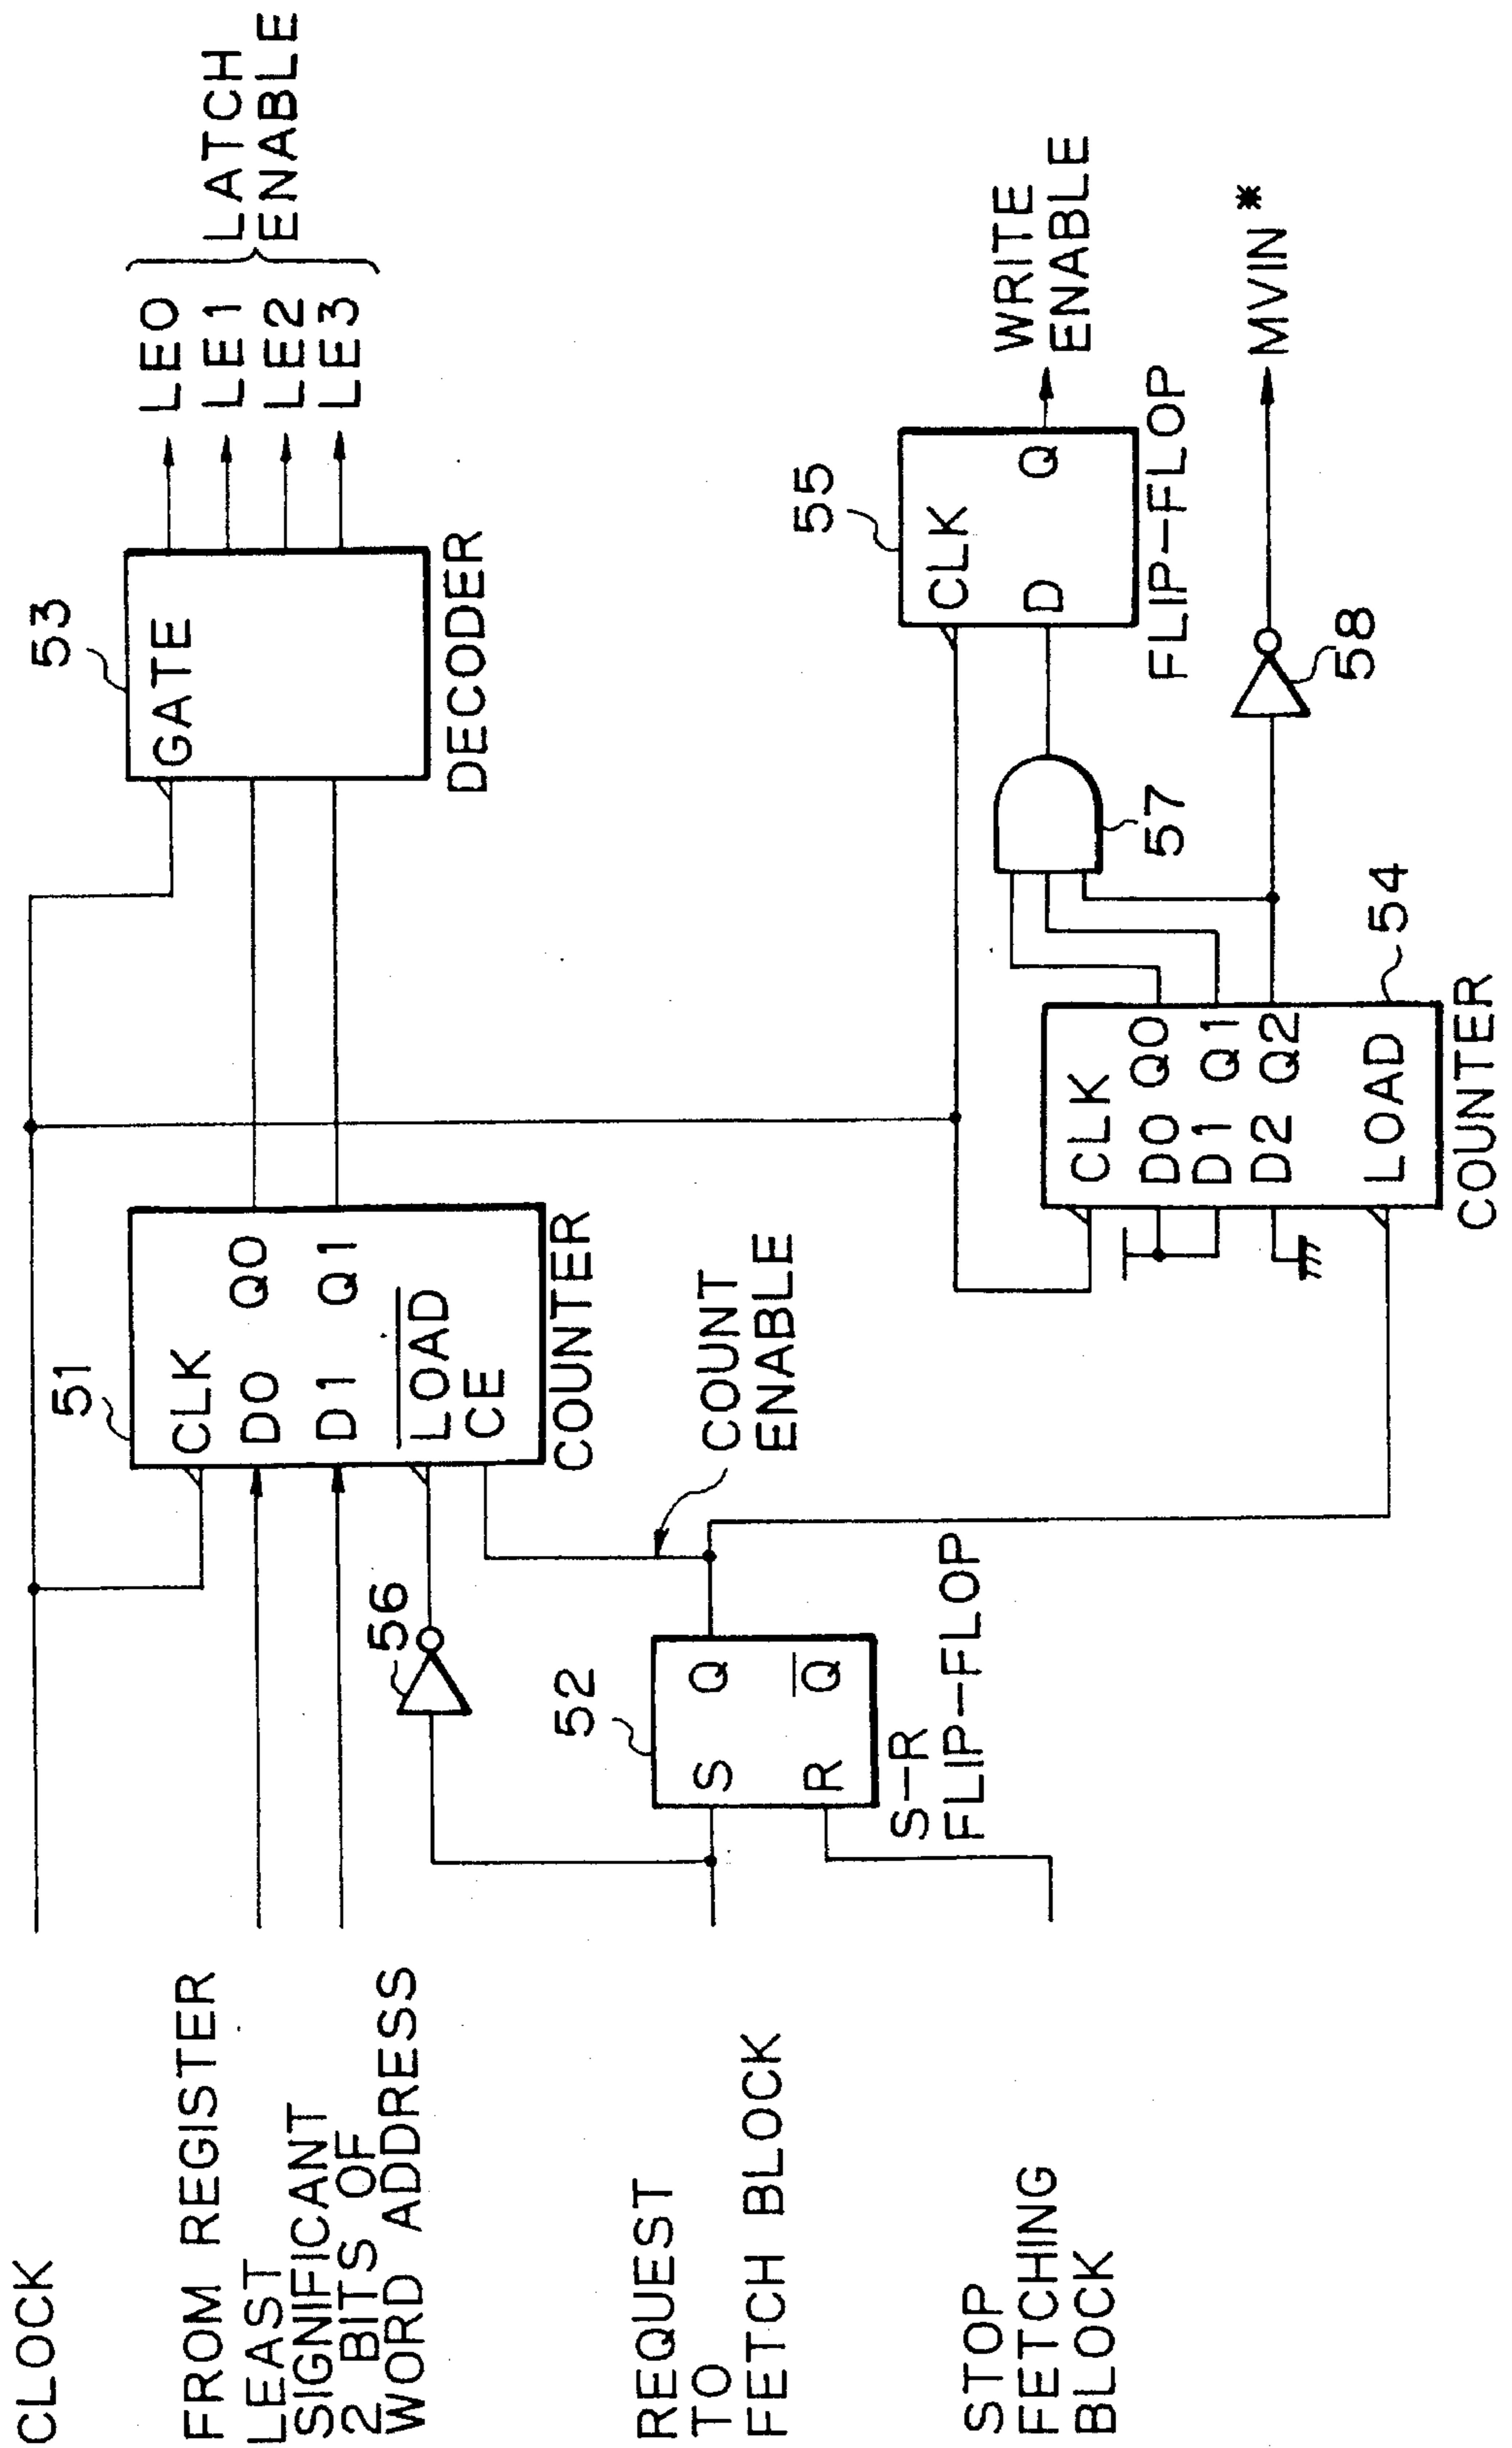 CLOCK
FROM REGISTER
LEAST
SIGNIFICANT
2 BITS OF
WORD ADDRESS
REQUEST
TO
FETCH BLOCK
STOP
FETCHING
BLOCK
51
CLK
D0 Q0
D1 Q1
LOAD
CE
COUNTER
56
52
S Q
R Q
S-R
FLIP-FLOP
COUNT
ENABLE
53
GATE
DECODER
LE0
LE1
LE2
LE3
LATCH
ENABLE
54
CLK
D0 Q0
D1 Q1
D2 Q2
LOAD
COUNTER
57
55
CLK
D Q
FLIP-FLOP
WRITE
ENABLE
58
MVIN*